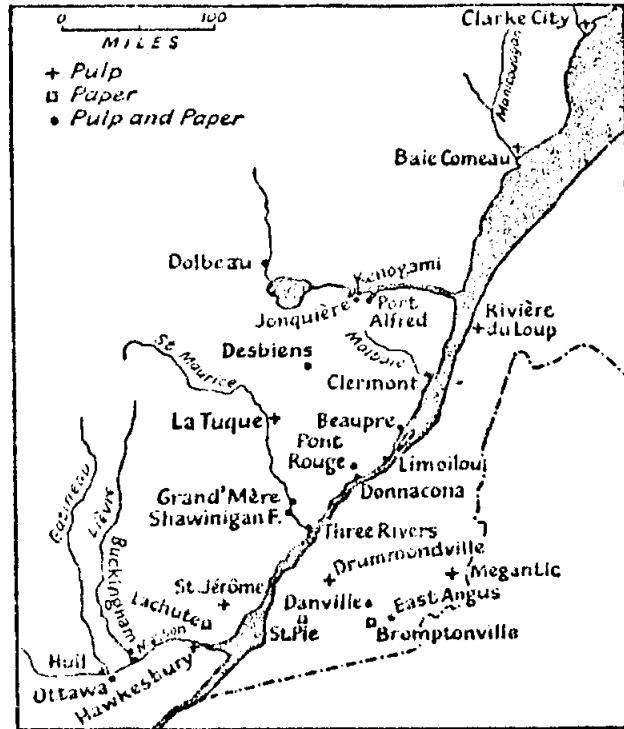 0 100
MILES
+ Pulp
Paper
• Pulp and Paper
Clarke City
Manicouagan
Baie Comeau
Dolbeau
Kenogami
Jonquière
Port
Alfred
Rivière
du Loup
St. Maurice
Desbiens
Malbaie
Clermont
La Tuque
Beaupre
Pont
Rouge
Limoilou
Donnacona
Grand'Mère
Shawinigan F.
Three Rivers
Gatineau
Lièvre
Buckingham
Drummondville
Megantic
St. Jérôme
Lachute
Danville
East Angus
St. Pie
Bromptonville
Hull
Ottawa
Hawkesbury